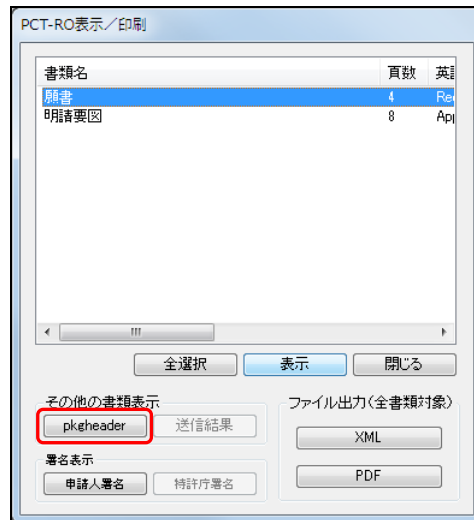 PCT-RO表示／印刷
書類名 頁数
願書 4
明請要図 8
全選択 表示 閉じる
その他の書類表示 ファイル出力(全書類対象)
pkgheader 送信結果 XML
署名表示
申請人署名 特許庁署名 PDF